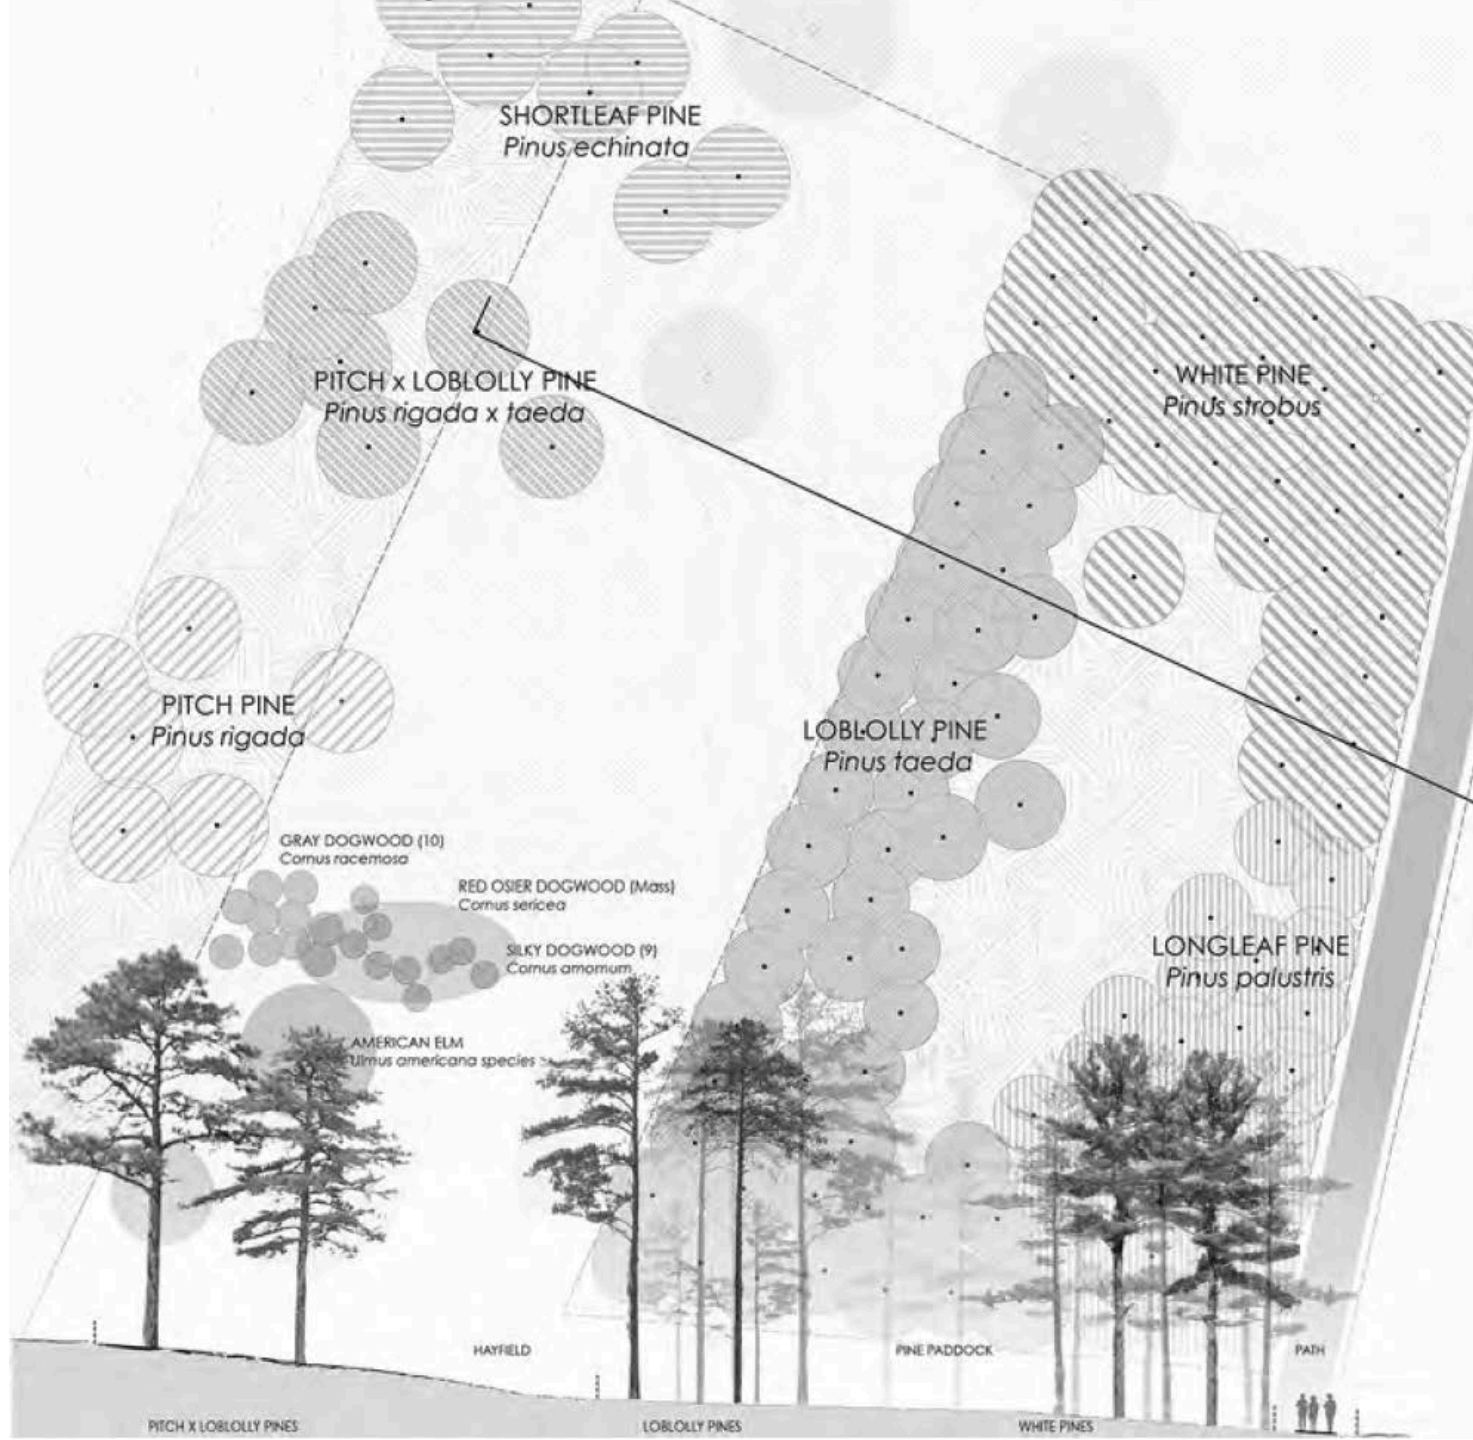 SHORTLEAF PINE
Pinus echinata
PITCH x LOBLOLLY PINE
Pinus rigada x taeda
WHITE PINE
Pinus strobus
PITCH PINE
Pinus rigada
LOBLOLLY PINE
Pinus taeda
GRAY DOGWOOD (10)
Cornus racemosa
RED OSIER DOGWOOD (Mass)
Cornus sericea
SILKY DOGWOOD (9)
Cornus amomum
LONGLEAF PINE
Pinus palustris
AMERICAN ELM
Ulmus americana species
HAYFIELD
PINE PADDOCK
PATH
PITCH X LOBLOLLY PINES
LOBLOLLY PINES
WHITE PINES